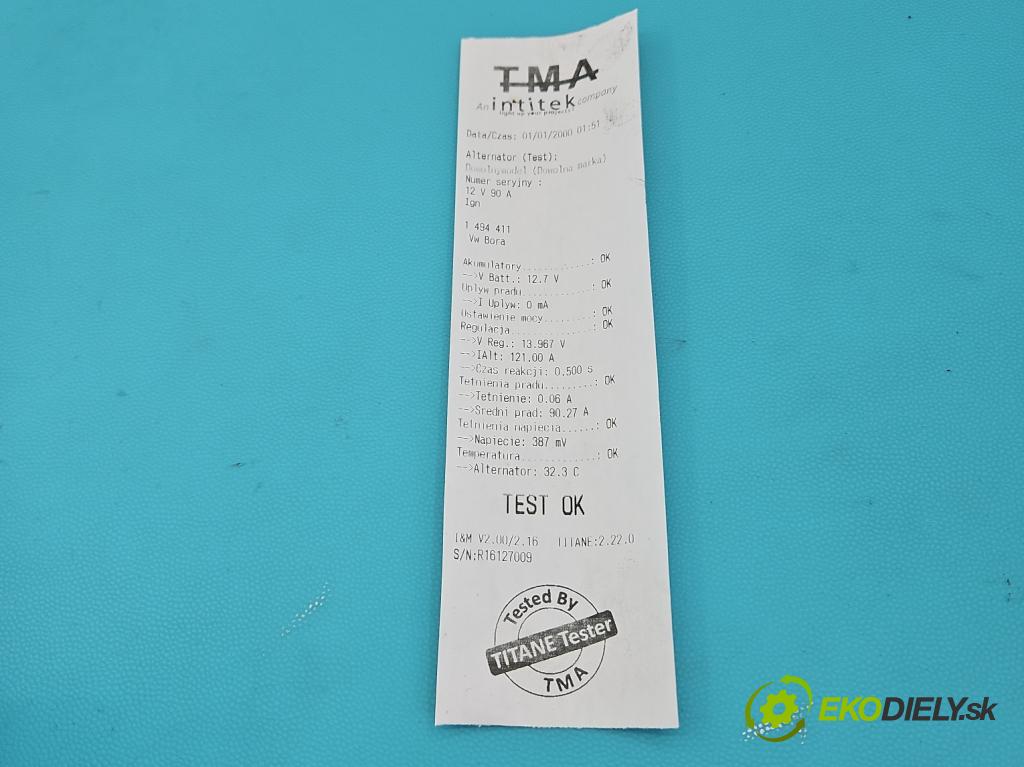 TMA
An intitek company
light up your projects
Data/Czas: 01/01/2000 01:51
Alternator (Test):
Dowolnymodel (Dowolna marka)
Numer seryjny :
12 V 90 A
Ign
1 494 411
Vw Bora
Akumulatory...........: OK
-->V Batt.: 12.7 V
Uplyw pradu...........: OK
-->I Uplyw: 0 mA
Ustawienie mocy.......: OK
Regulacja.............: OK
-->V Reg.: 13.967 V
-->IAlt: 121.00 A
-->Czas reakcji: 0.500 s
Tetnienia pradu.......: OK
-->Tetnienie: 0.06 A
-->Sredni prad: 90.27 A
Tetnienia napiecia....: OK
-->Napiecie: 387 mV
Temperatura...........: OK
-->Alternator: 32.3 C
TEST OK
I&M V2.00/2.16 TITANE:2.22.0
S/N:R16127009
Tested By
TITANE Tester
TMA
EKODIELY.sk